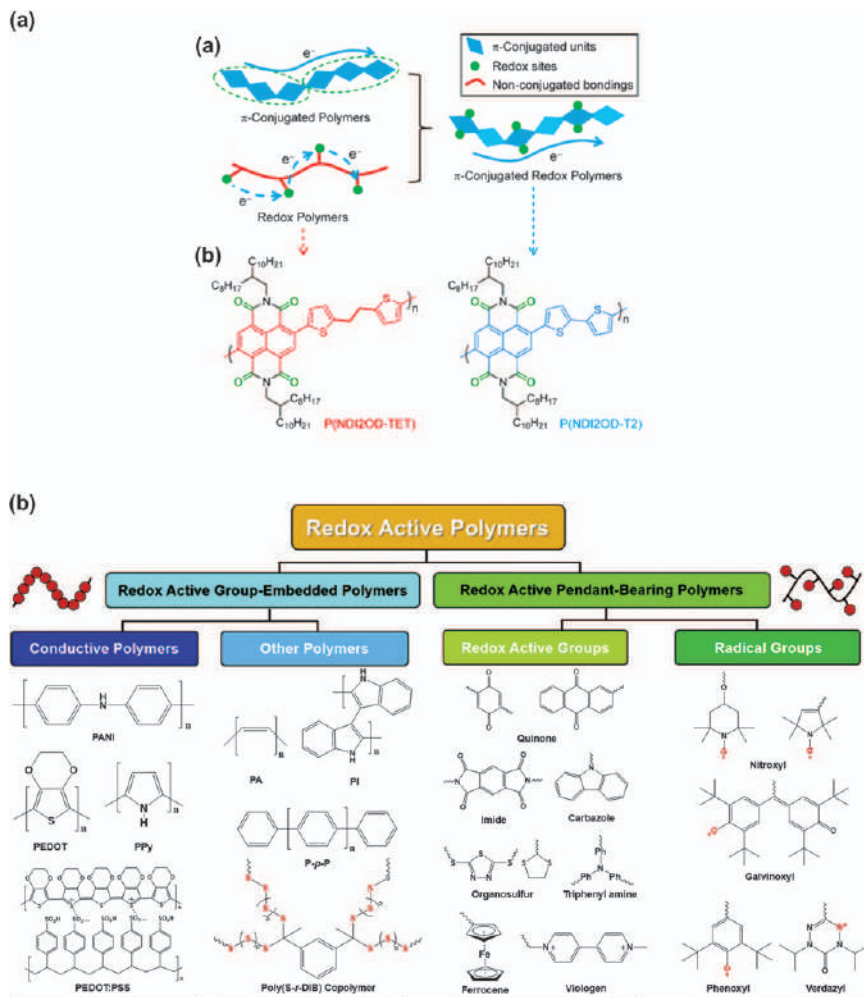 (a)
(a)
e⁻
π-Conjugated Polymers
e⁻
e⁻
e⁻
Redox Polymers
π-Conjugated units
Redox sites
Non-conjugated bondings
e⁻
π-Conjugated Redox Polymers
(b)
C₁₀H₂₁
C₈H₁₇
O N O
S
S
n
O N O
C₈H₁₇
C₁₀H₂₁
P(NDI2OD-TET)
C₁₀H₂₁
C₈H₁₇
O N O
S
S
n
O N O
C₈H₁₇
C₁₀H₂₁
P(NDI2OD-T2)
(b)
Redox Active Polymers
Redox Active Group-Embedded Polymers
Redox Active Pendant-Bearing Polymers
Conductive Polymers
Other Polymers
Redox Active Groups
Radical Groups
PANI
PEDOT
PPy
PEDOT:PSS
PA
PI
P-p-P
Poly(S-r-DIB) Copolymer
Quinone
Imide
Carbazole
Organosulfur
Triphenyl amine
Ferrocene
Viologen
Nitroxyl
Galvinoxyl
Phenoxyl
Verdazyl